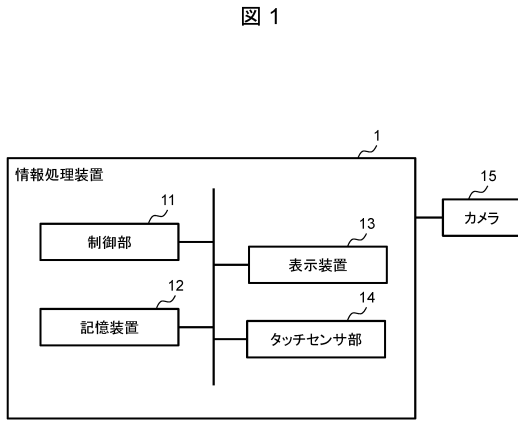 図 1
1
情報処理装置
15
カメラ
11
制御部
13
表示装置
12
記憶装置
14
タッチセンサ部